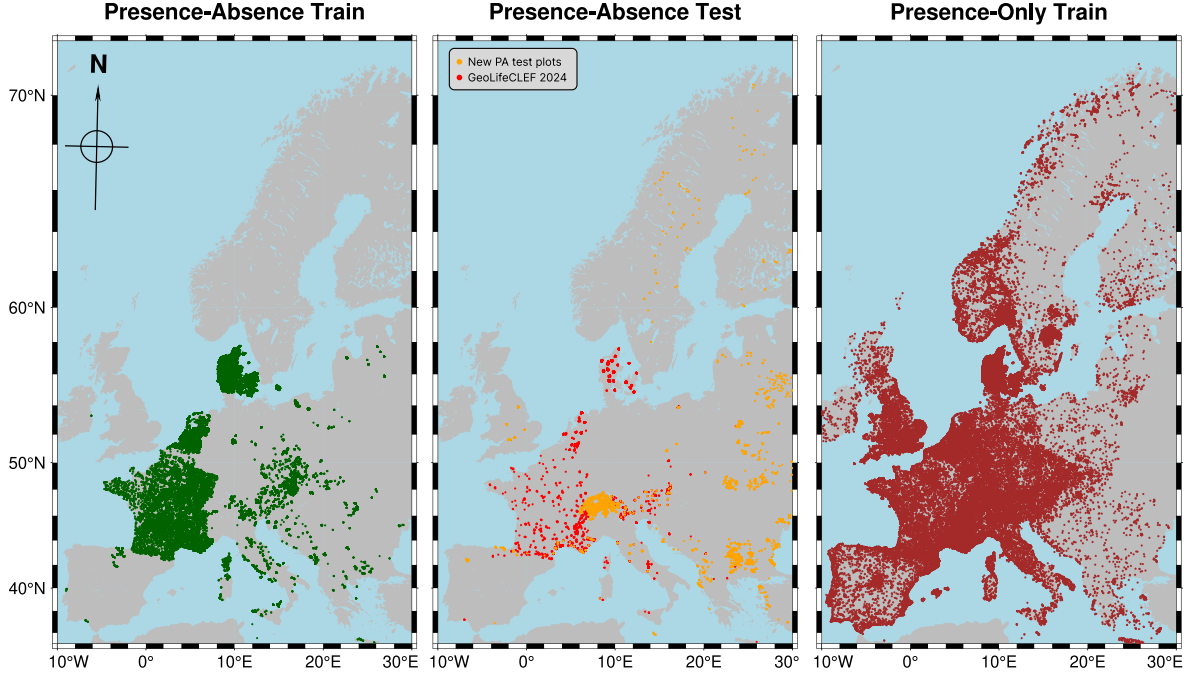 Presence-Absence Train
Presence-Absence Test
Presence-Only Train
N
New PA test plots
GeoLifeCLEF 2024
70°N
60°N
50°N
40°N
10°W 0° 10°E 20°E 30°E
10°W 0° 10°E 20°E 30°
10°W 0° 10°E 20°E 30°E